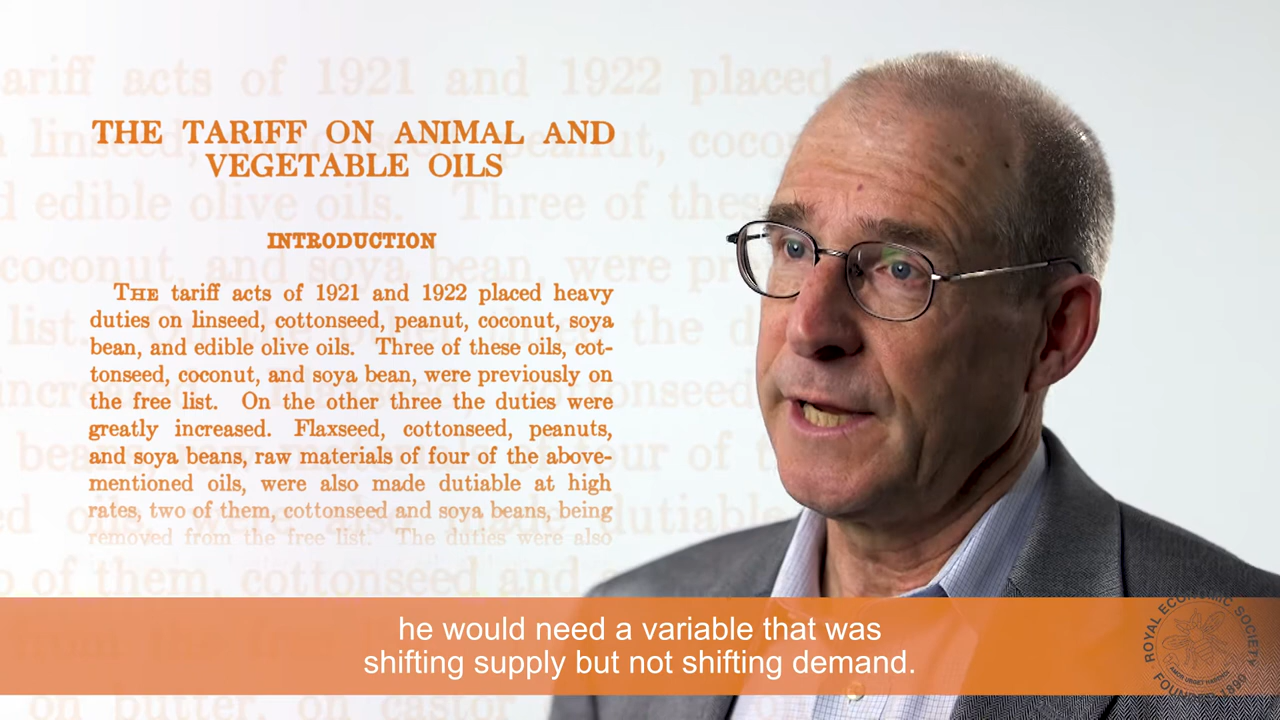 THE TARIFF ON ANIMAL AND
VEGETABLE OILS
INTRODUCTION
THE tariff acts of 1921 and 1922 placed heavy
duties on linseed, cottonseed, peanut, coconut, soya
bean, and edible olive oils. Three of these oils, cot-
tonseed, coconut, and soya bean, were previously on
the free list. On the other three the duties were
greatly increased. Flaxseed, cottonseed, peanuts,
and soya beans, raw materials of four of the above-
mentioned oils, were also made dutiable at high
rates, two of them, cottonseed and soya beans, being
removed from the free list. The duties were also
he would need a variable that was
shifting supply but not shifting demand.
ROYAL ECONOMIC SOCIETY
FOUNDED 1890